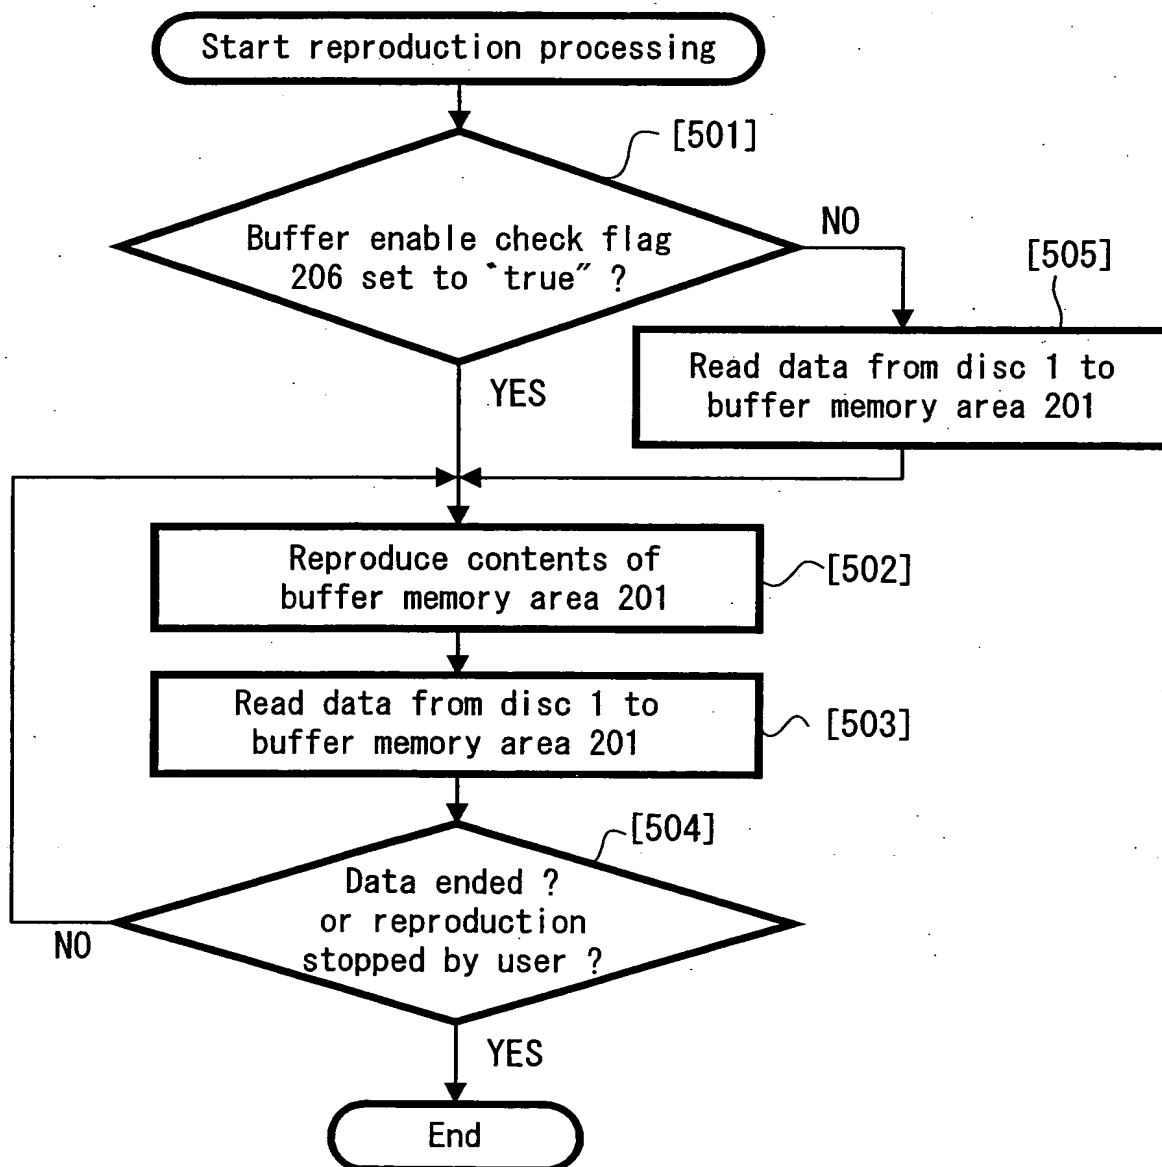 Start reproduction processing
[501]
Buffer enable check flag
206 set to ‶true″ ?
NO
YES
[505]
Read data from disc 1 to
buffer memory area 201
Reproduce contents of
buffer memory area 201
[502]
Read data from disc 1 to
buffer memory area 201
[503]
[504]
Data ended ?
or reproduction
stopped by user ?
NO
YES
End